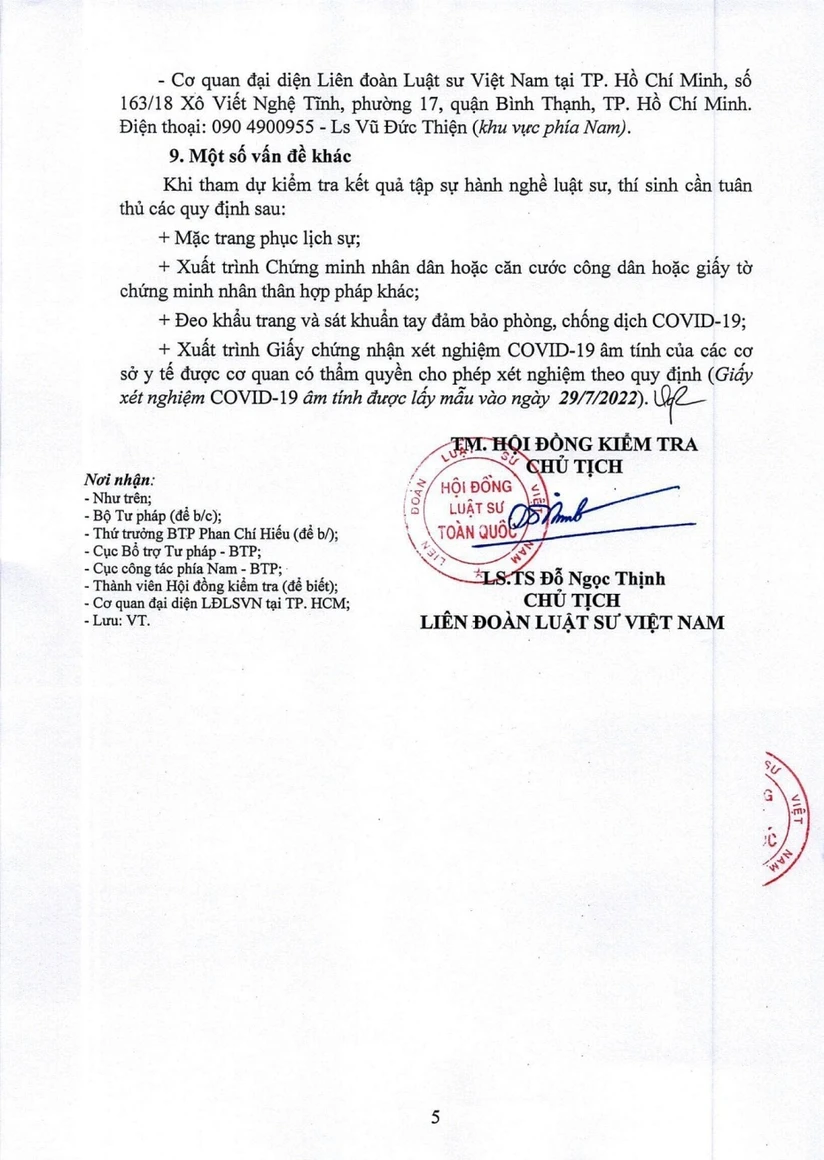 - Cơ quan đại diện Liên đoàn Luật sư Việt Nam tại TP. Hồ Chí Minh, số
163/18 Xô Viết Nghệ Tĩnh, phường 17, quận Bình Thạnh, TP. Hồ Chí Minh.
Điện thoại: 090 4900955 - Ls Vũ Đức Thiện (khu vực phía Nam).
9. Một số vấn đề khác
Khi tham dự kiểm tra kết quả tập sự hành nghề luật sư, thí sinh cần tuân
thủ các quy định sau:
+ Mặc trang phục lịch sự;
+ Xuất trình Chứng minh nhân dân hoặc căn cước công dân hoặc giấy tờ
chứng minh nhân thân hợp pháp khác;
+ Đeo khẩu trang và sát khuẩn tay đảm bảo phòng, chống dịch COVID-19;
+ Xuất trình Giấy chứng nhận xét nghiệm COVID-19 âm tính của các cơ
sở y tế được cơ quan có thẩm quyền cho phép xét nghiệm theo quy định (Giấy
xét nghiệm COVID-19 âm tính được lấy mẫu vào ngày 29/7/2022).
TM. HỘI ĐỒNG KIỂM TRA
CHỦ TỊCH
LIÊN ĐOÀN LUẬT SƯ VIỆT NAM
HỘI ĐỒNG
LUẬT SƯ
TOÀN QUỐC
LS.TS Đỗ Ngọc Thịnh
CHỦ TỊCH
LIÊN ĐOÀN LUẬT SƯ VIỆT NAM
Nơi nhận:
- Như trên;
- Bộ Tư pháp (để b/c);
- Thứ trưởng BTP Phan Chí Hiếu (để b/);
- Cục Bổ trợ Tư pháp - BTP;
- Cục công tác phía Nam - BTP;
- Thành viên Hội đồng kiểm tra (để biết);
- Cơ quan đại diện LĐLSVN tại TP. HCM;
- Lưu: VT.
SƯ VIỆT NAM
5